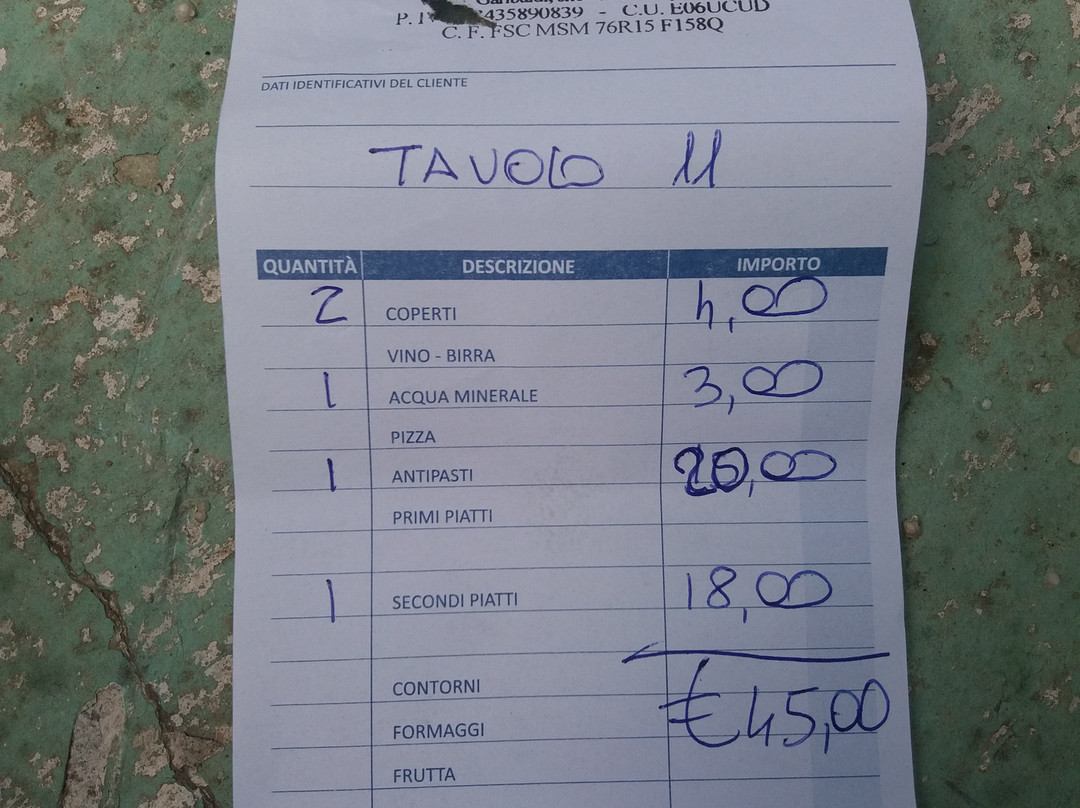 435890839 - C.U. E06UCUD
C. F. FSC MSM 76R15 F158Q
DATI IDENTIFICATIVI DEL CLIENTE
TAVOLO 11
QUANTITÀ DESCRIZIONE IMPORTO
2 COPERTI 4,00
VINO - BIRRA
1 ACQUA MINERALE 3,00
PIZZA
1 ANTIPASTI 20,00
PRIMI PIATTI
1 SECONDI PIATTI 18,00
CONTORNI
€ 45,00
FORMAGGI
FRUTTA